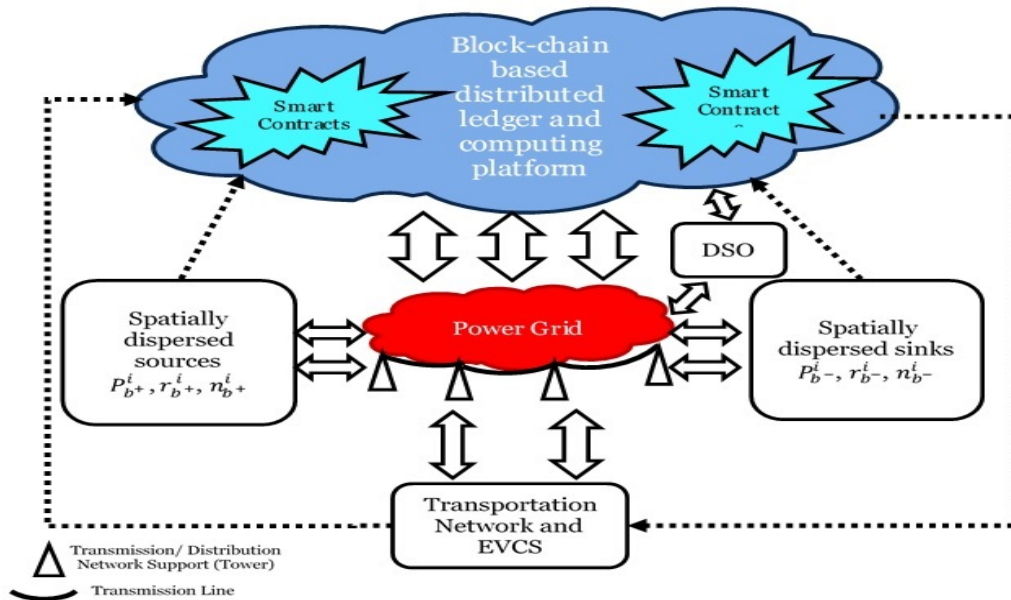 Block-chain
based
distributed
ledger and
computing
platform
Smart
Contracts
Smart
Contract
DSO
Spatially
dispersed
sources
$P^i_{b^+}, r^i_{b^+}, n^i_{b^+}$
Power Grid
Spatially
dispersed sinks
$P^i_{b^-}, r^i_{b^-}, n^i_{b^-}$
Transportation
Network and
EVCS
Transmission/ Distribution
Network Support (Tower)
Transmission Line